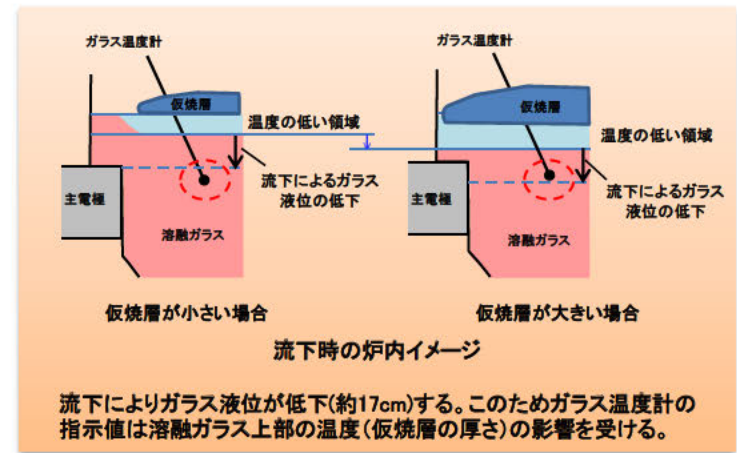 ガラス温度計
仮焼層
温度の低い領域
流下によるガラス
液位の低下
主電極
溶融ガラス
仮焼層が小さい場合
ガラス温度計
仮焼層
温度の低い領域
流下によるガラス
液位の低下
主電極
溶融ガラス
仮焼層が大きい場合
流下時の炉内イメージ
流下によりガラス液位が低下(約17cm)する。このためガラス温度計の
指示値は溶融ガラス上部の温度(仮焼層の厚さ)の影響を受ける。